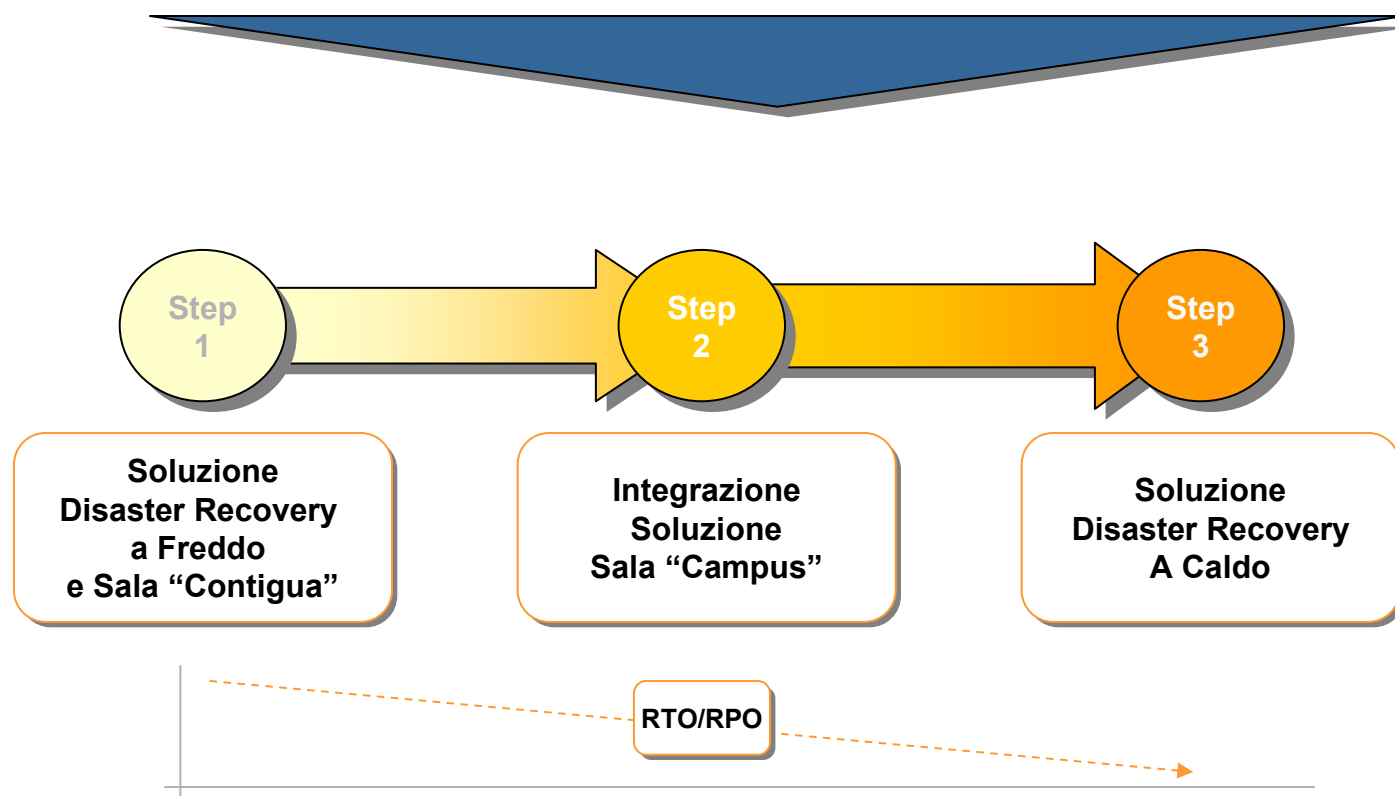 Step
1
Step
2
Step
3
Soluzione
Disaster Recovery
a Freddo
e Sala “Contigua”
Integrazione
Soluzione
Sala “Campus”
Soluzione
Disaster Recovery
A Caldo
RTO/RPO